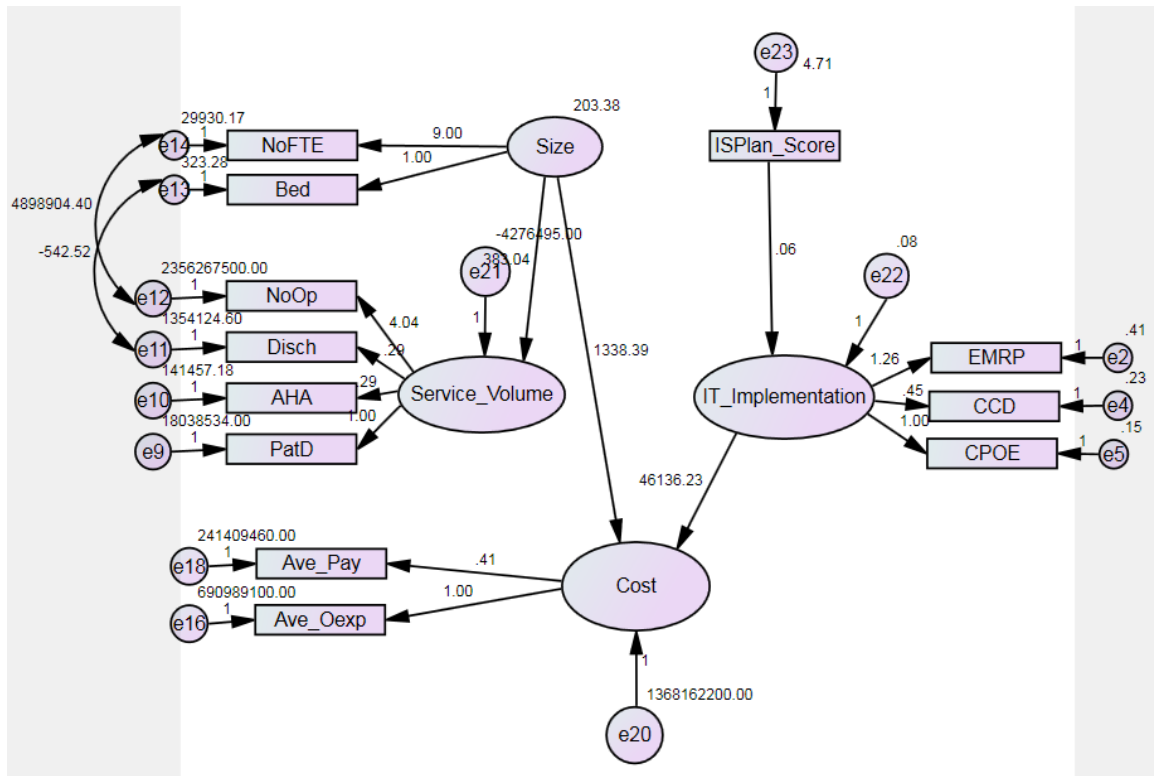 e23
4.71
1
203.38
29930.17
1
e14
NoFTE
9.00
Size
ISPlan_Score
323.28
1
e13
Bed
1.00
4898904.40
-542.52
-4276495.00
383.04
e21
.06
.08
e22
2356267500.00
1
e12
NoOp
4.04
1
1
1354124.60
1
e11
Disch
.29
1338.39
.41
1.26
EMRP
1
e2
141457.18
1
e10
AHA
.29
Service_Volume
IT_Implementation
.45
CCD
.23
1
e4
18038534.00
1
e9
PatD
1.00
1.00
CPOE
.15
1
e5
46136.23
241409460.00
1
e18
Ave_Pay
.41
Cost
690989100.00
1
e16
Ave_Oexp
1.00
1
1368162200.00
e20